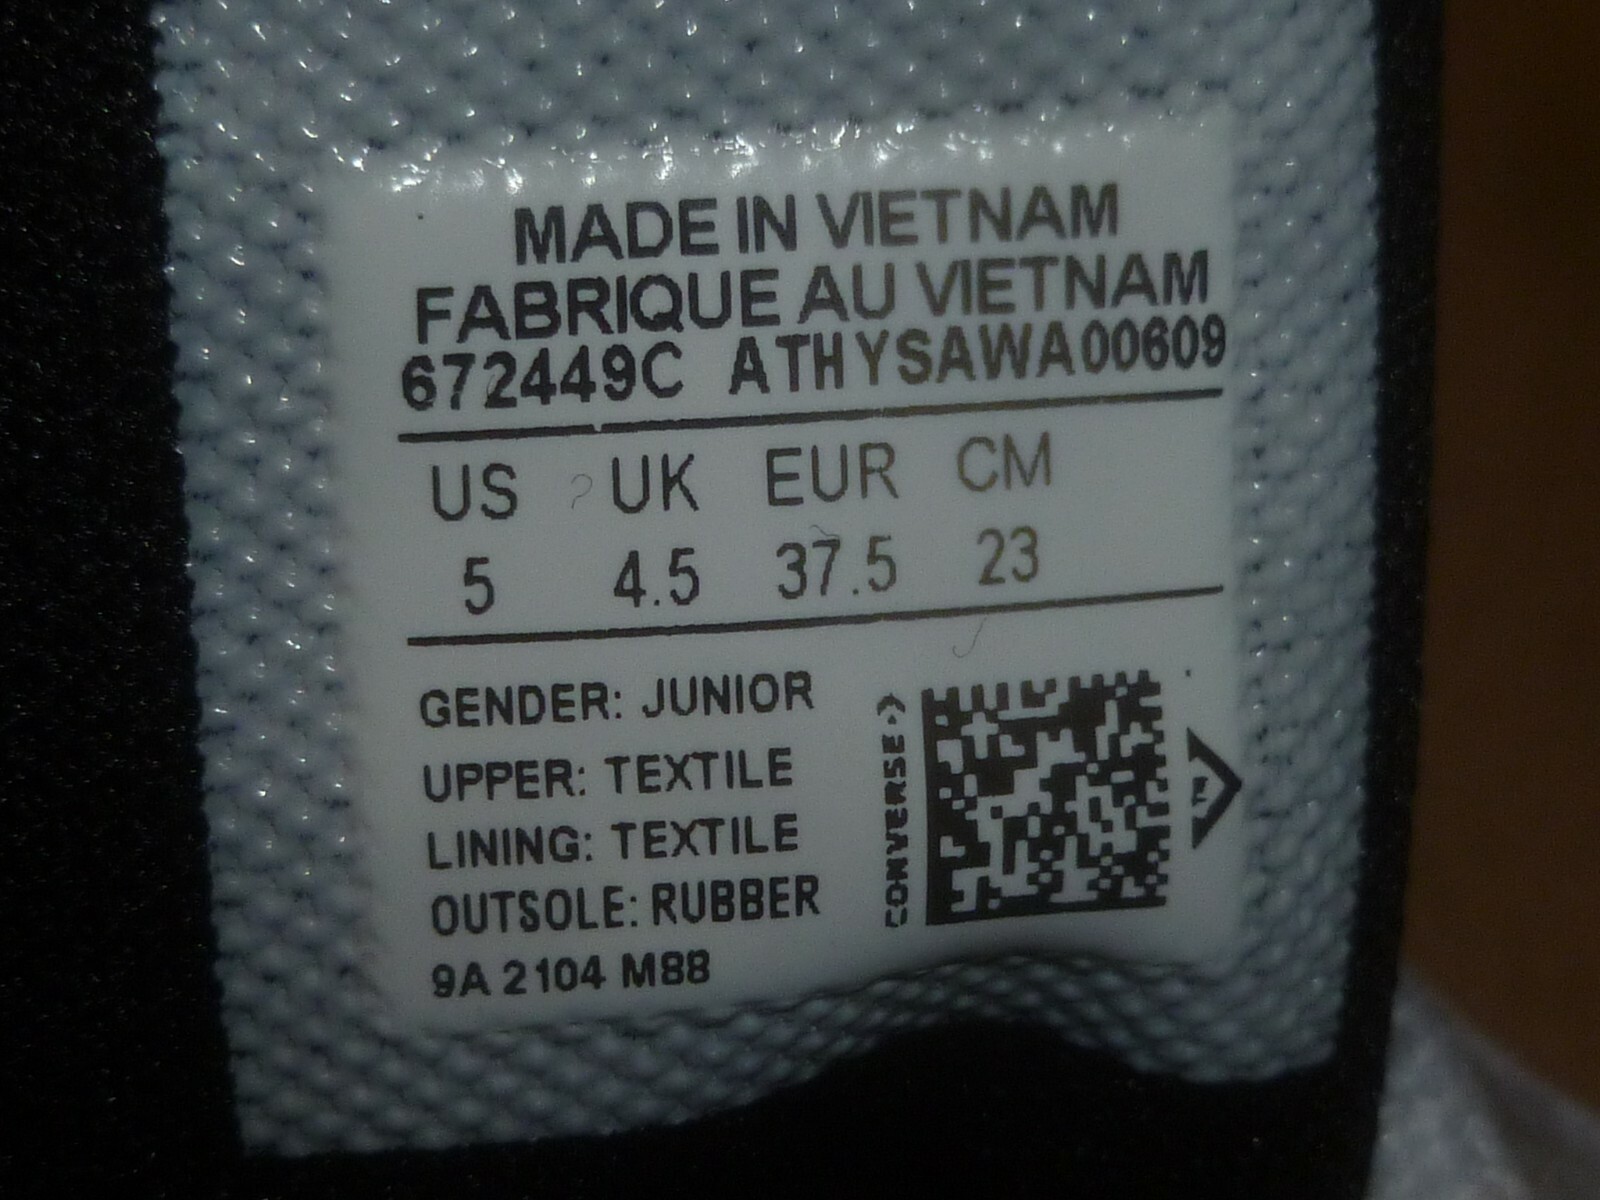 MADE IN VIETNAM
FABRIQUE AU VIETNAM
672449C ATHYSAWA00609
US UK EUR CM
5 4.5 37.5 23
GENDER: JUNIOR
UPPER: TEXTILE
LINING: TEXTILE
OUTSOLE: RUBBER
9A 2104 M88
CONVERSE